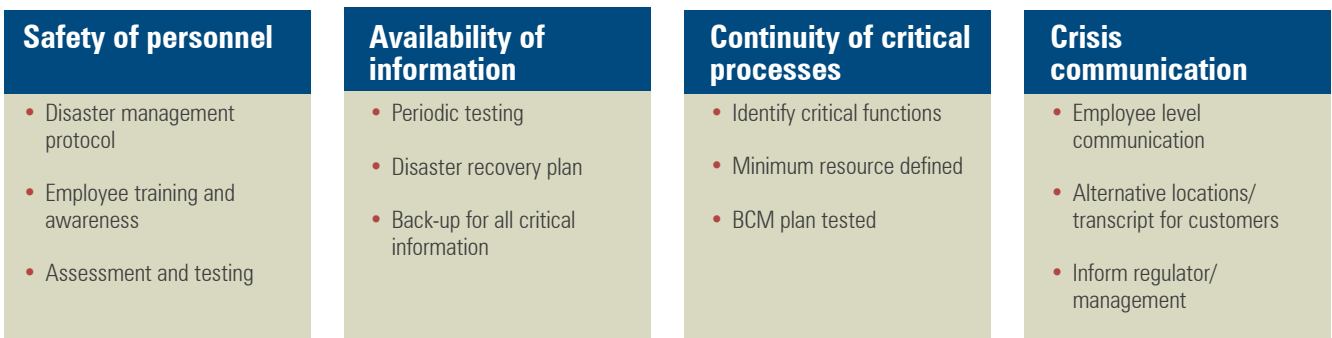 Safety of personnel
• Disaster management
protocol
• Employee training and
awareness
• Assessment and testing
Availability of
information
• Periodic testing
• Disaster recovery plan
• Back-up for all critical
information
Continuity of critical
processes
• Identify critical functions
• Minimum resource defined
• BCM plan tested
Crisis
communication
• Employee level
communication
• Alternative locations/
transcript for customers
• Inform regulator/
management